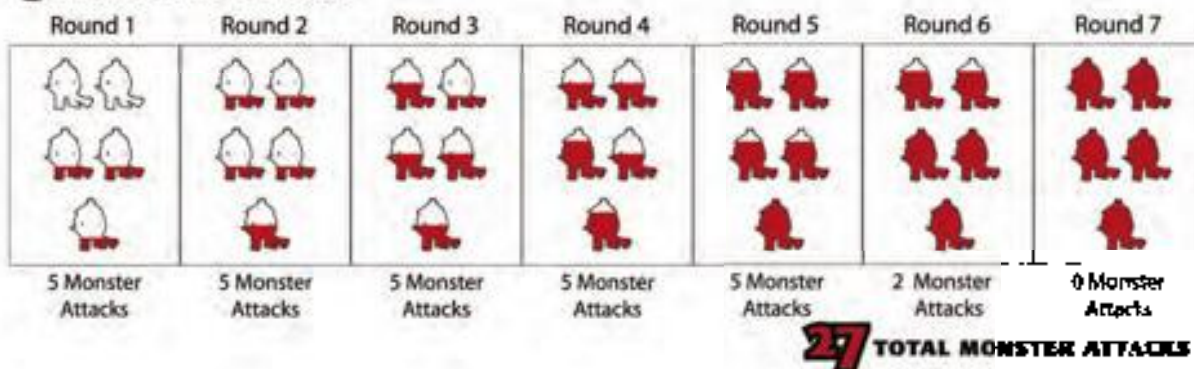 Round 1 Round 2 Round 3 Round 4 Round 5 Round 6 Round 7
5 Monster Attacks
5 Monster Attacks
5 Monster Attacks
5 Monster Attacks
5 Monster Attacks
2 Monster Attacks
0 Monster Attacks
27 TOTAL MONSTER ATTACKS